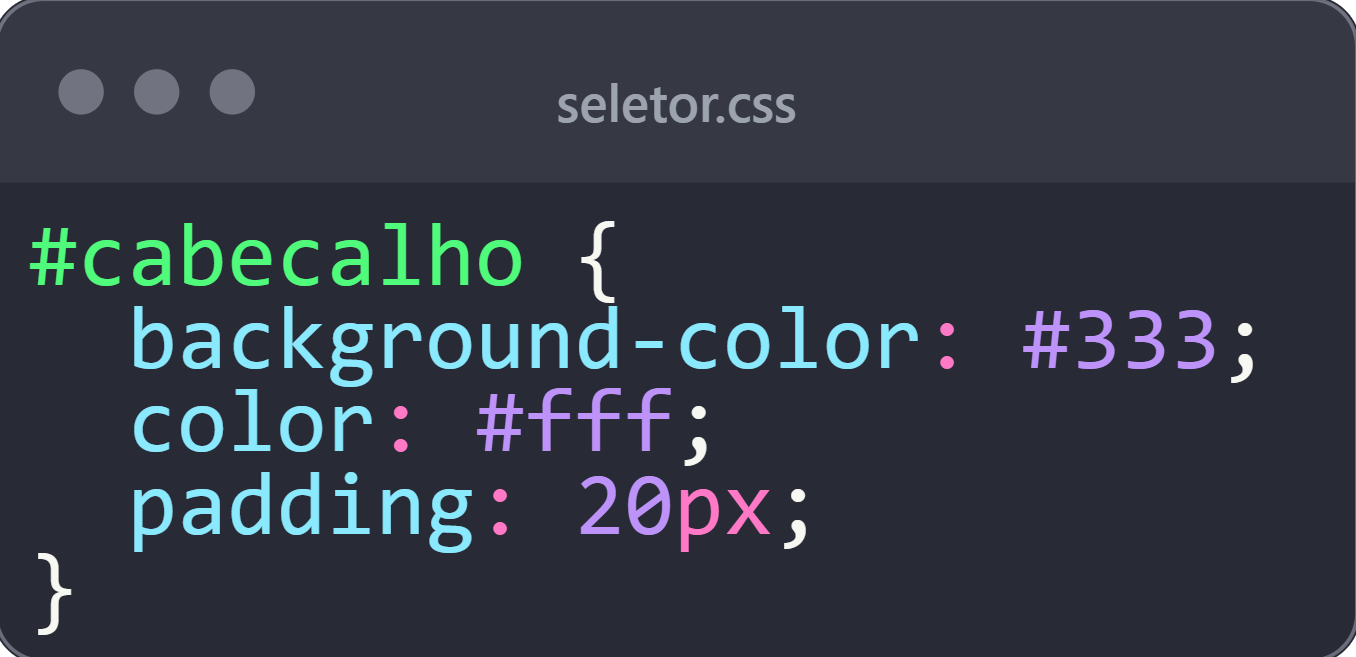 seletor.css
#cabecalho {
  background-color: #333;
  color: #fff;
  padding: 20px;
}